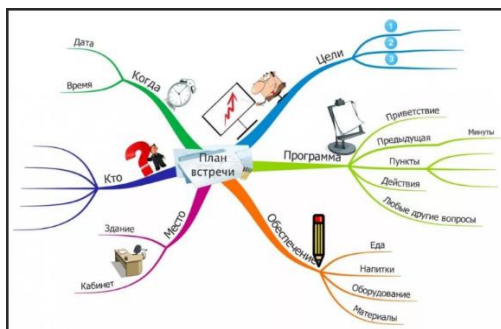 План
встречи
Когда
Дата
Время
Цели
1
2
3
Программа
Приветствие
Предыдущая
Минуты
Пункты
Действия
Любые другие вопросы
Обеспечение
Еда
Напитки
Оборудование
Материалы
Место
Здание
Кабинет
Кто
?